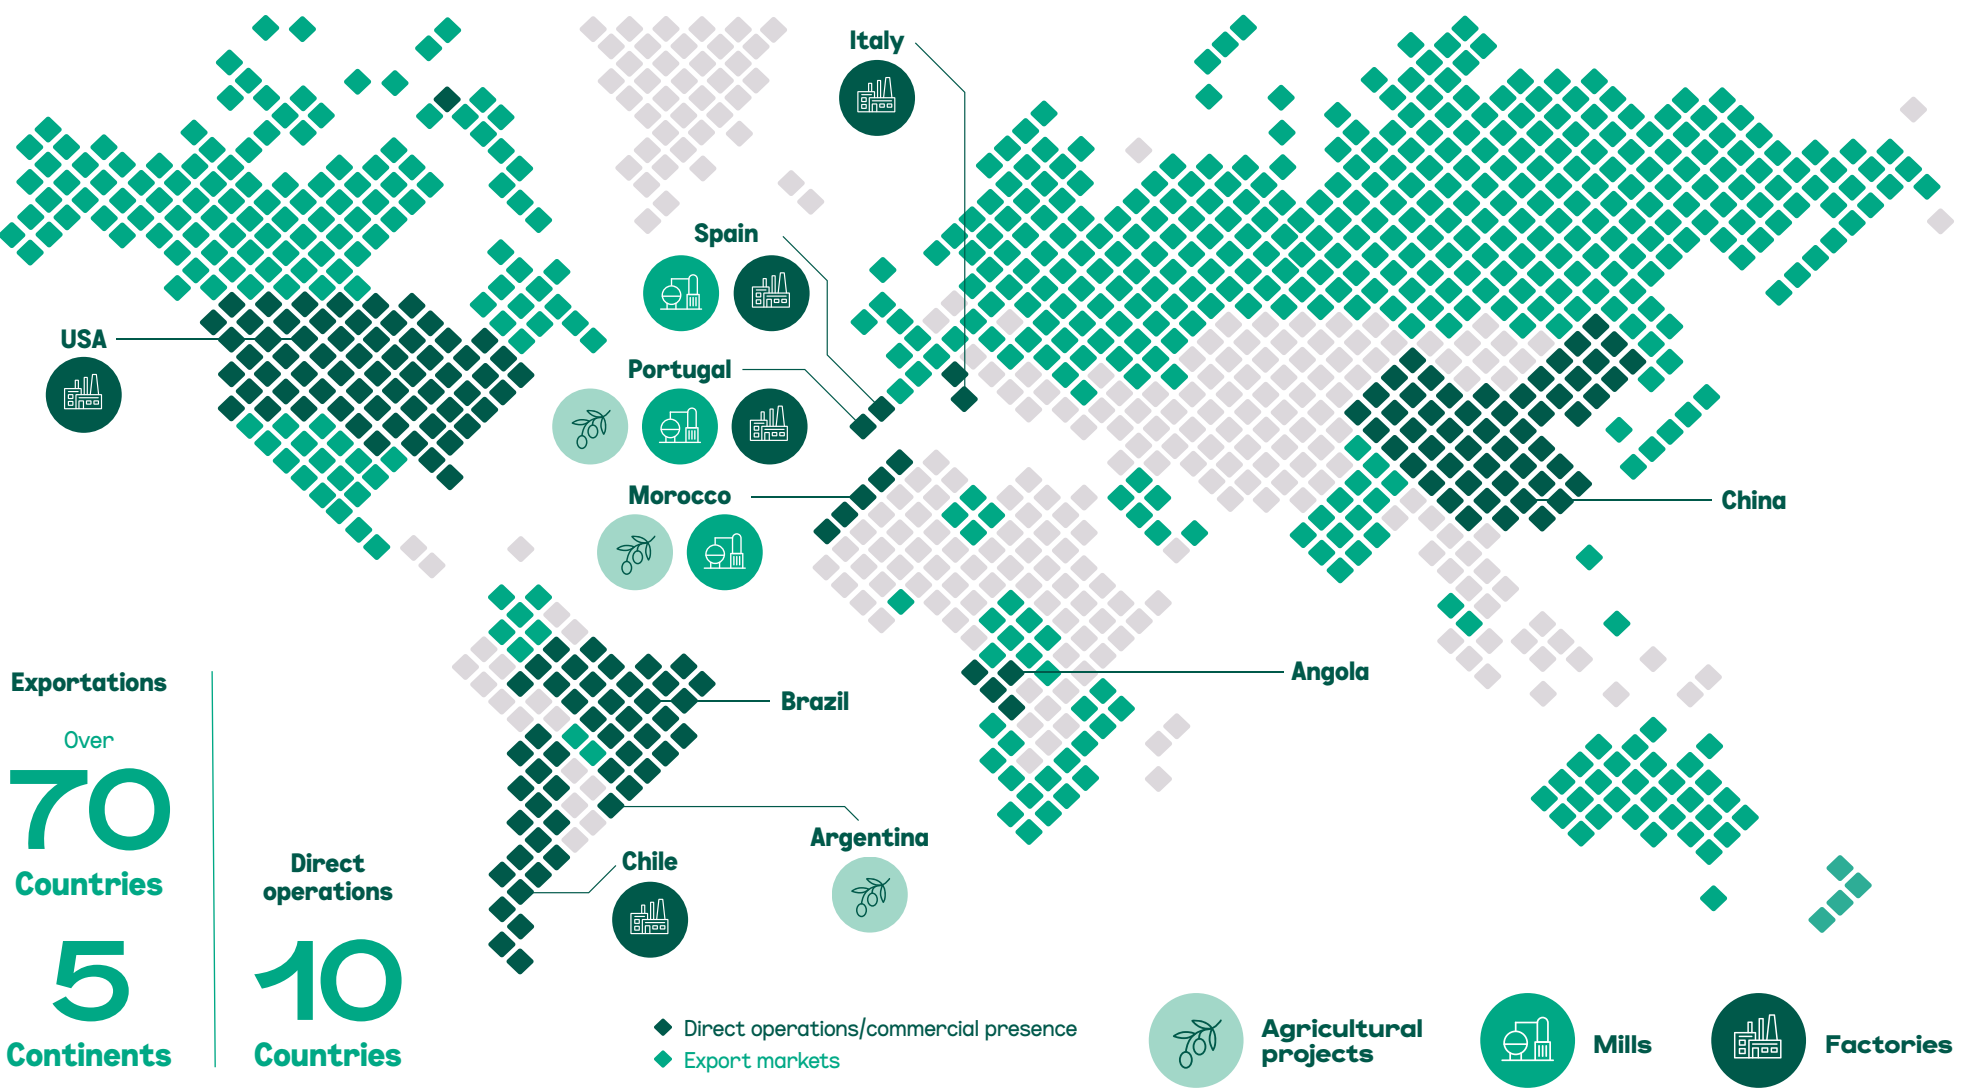 Italy
Spain
USA
Portugal
Morocco
China
Angola
Brazil
Argentina
Chile
Exportations
Over
70
Countries
5
Continents
Direct
operations
10
Countries
Direct operations/commercial presence
Export markets
Agricultural
projects
Mills
Factories